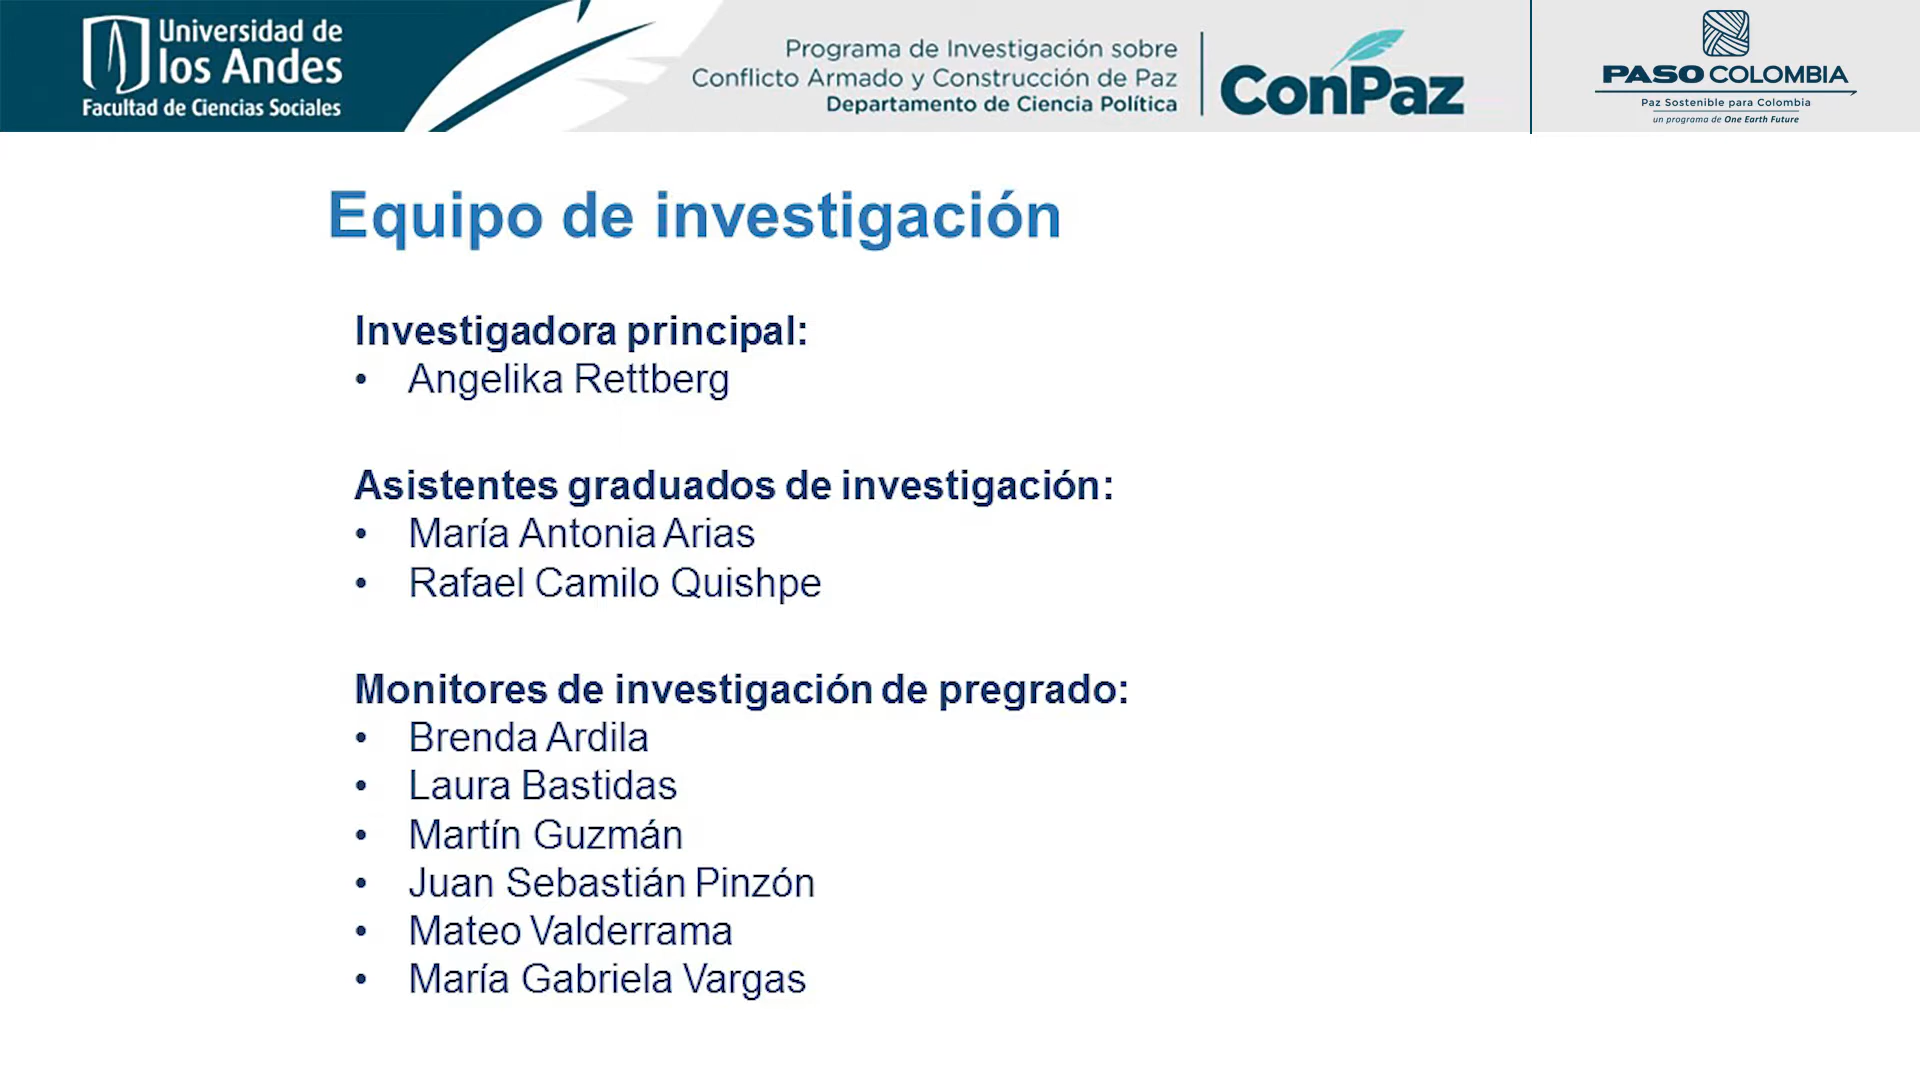 Universidad de
los Andes
Facultad de Ciencias Sociales
Programa de Investigación sobre
Conflicto Armado y Construcción de Paz
Departamento de Ciencia Política
ConPaz
PASO COLOMBIA
Paz Sostenible para Colombia
un programa de One Earth Future
Equipo de investigación
Investigadora principal:
• Angelika Rettberg
Asistentes graduados de investigación:
• María Antonia Arias
• Rafael Camilo Quishpe
Monitores de investigación de pregrado:
• Brenda Ardila
• Laura Bastidas
• Martín Guzmán
• Juan Sebastián Pinzón
• Mateo Valderrama
• María Gabriela Vargas